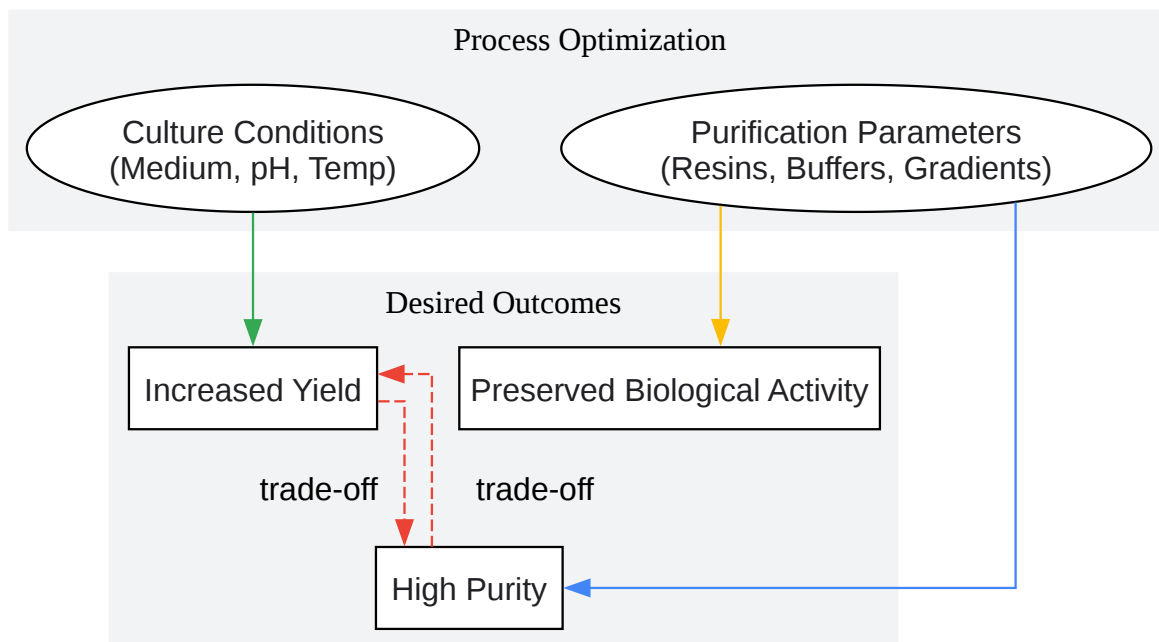 Process Optimization
Culture Conditions
(Medium, pH, Temp)
Purification Parameters
(Resins, Buffers, Gradients)
Desired Outcomes
Increased Yield
Preserved Biological Activity
trade-off
trade-off
High Purity